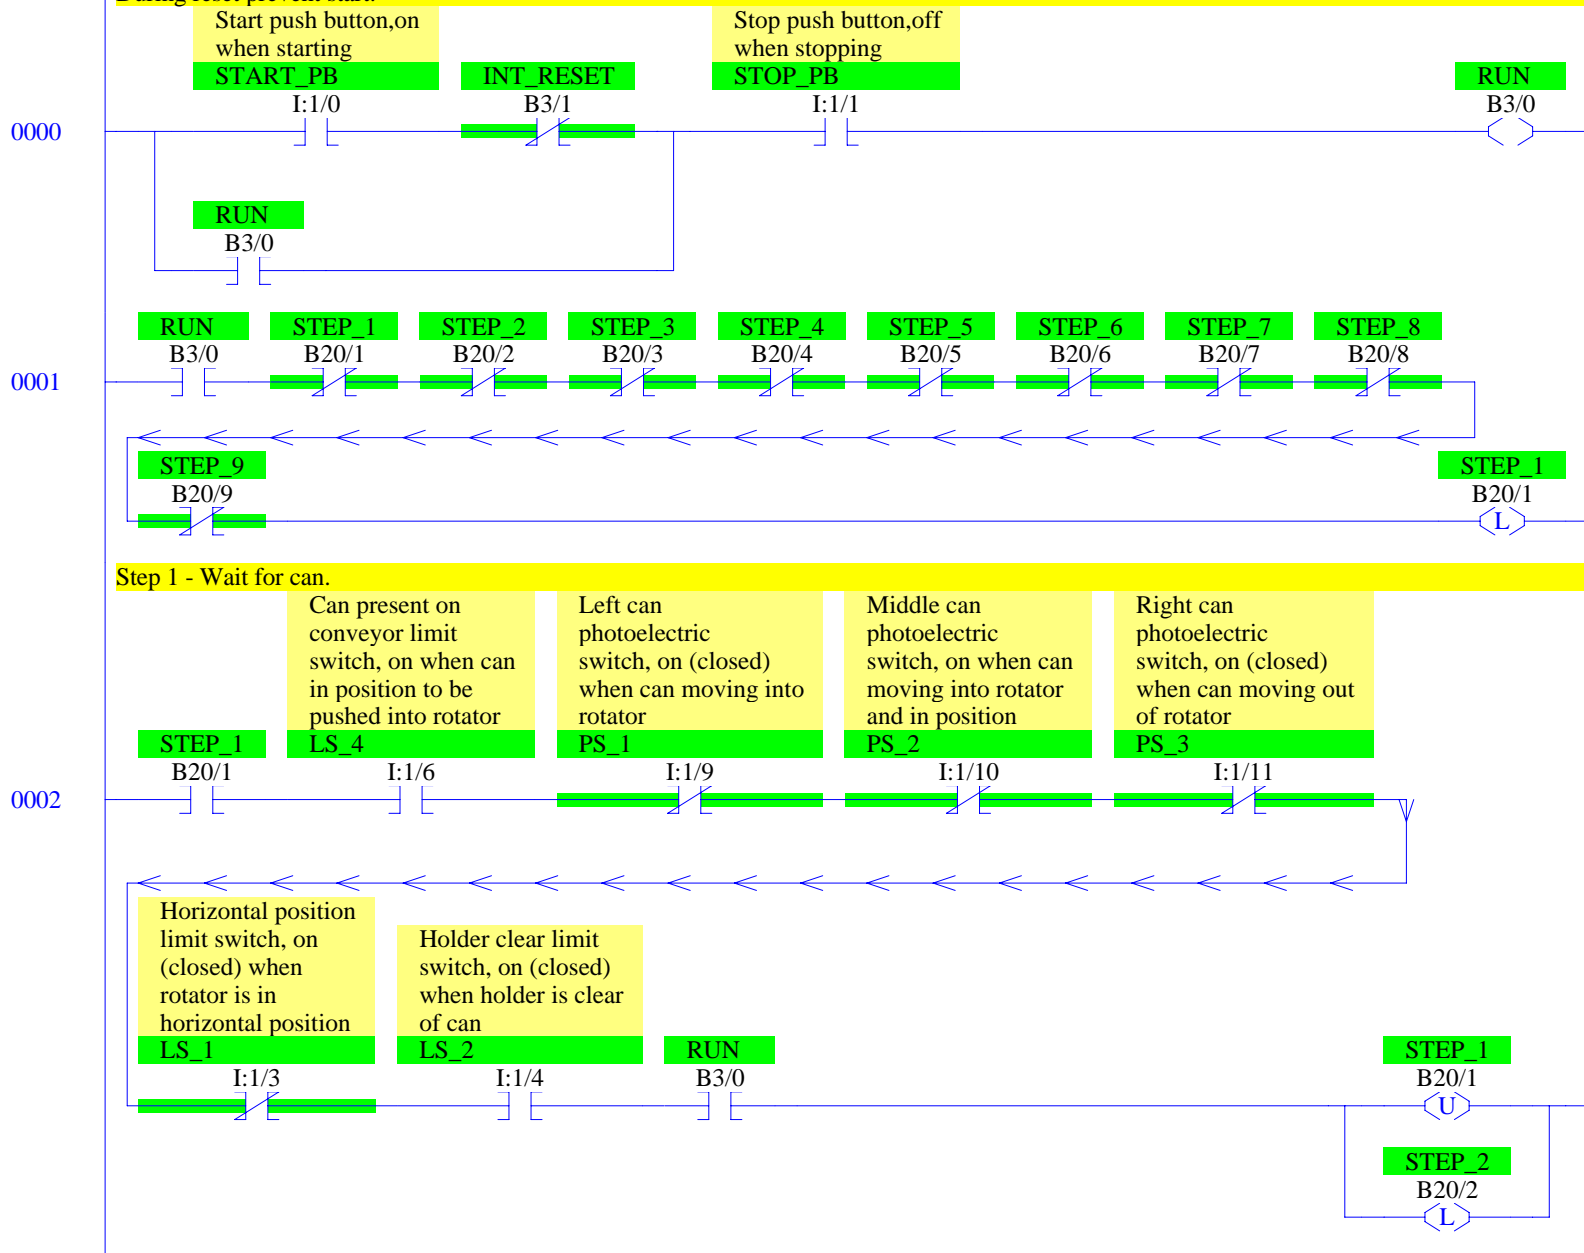 During reset prevent start.
Start push button,on
when starting
START_PB
I:1/0
INT_RESET
B3/1
Stop push button,off
when stopping
STOP_PB
I:1/1
RUN
B3/0
0000
RUN
B3/0
RUN
B3/0
STEP_1
B20/1
STEP_2
B20/2
STEP_3
B20/3
STEP_4
B20/4
STEP_5
B20/5
STEP_6
B20/6
STEP_7
B20/7
STEP_8
B20/8
0001
STEP_9
B20/9
STEP_1
B20/1
L
Step 1 - Wait for can.
STEP_1
B20/1
Can present on
conveyor limit
switch, on when can
in position to be
pushed into rotator
LS_4
I:1/6
Left can
photoelectric
switch, on (closed)
when can moving into
rotator
PS_1
I:1/9
Middle can
photoelectric
switch, on when can
moving into rotator
and in position
PS_2
I:1/10
Right can
photoelectric
switch, on (closed)
when can moving out
of rotator
PS_3
I:1/11
0002
Horizontal position
limit switch, on
(closed) when
rotator is in
horizontal position
LS_1
I:1/3
Holder clear limit
switch, on (closed)
when holder is clear
of can
LS_2
I:1/4
RUN
B3/0
STEP_1
B20/1
U
STEP_2
B20/2
L